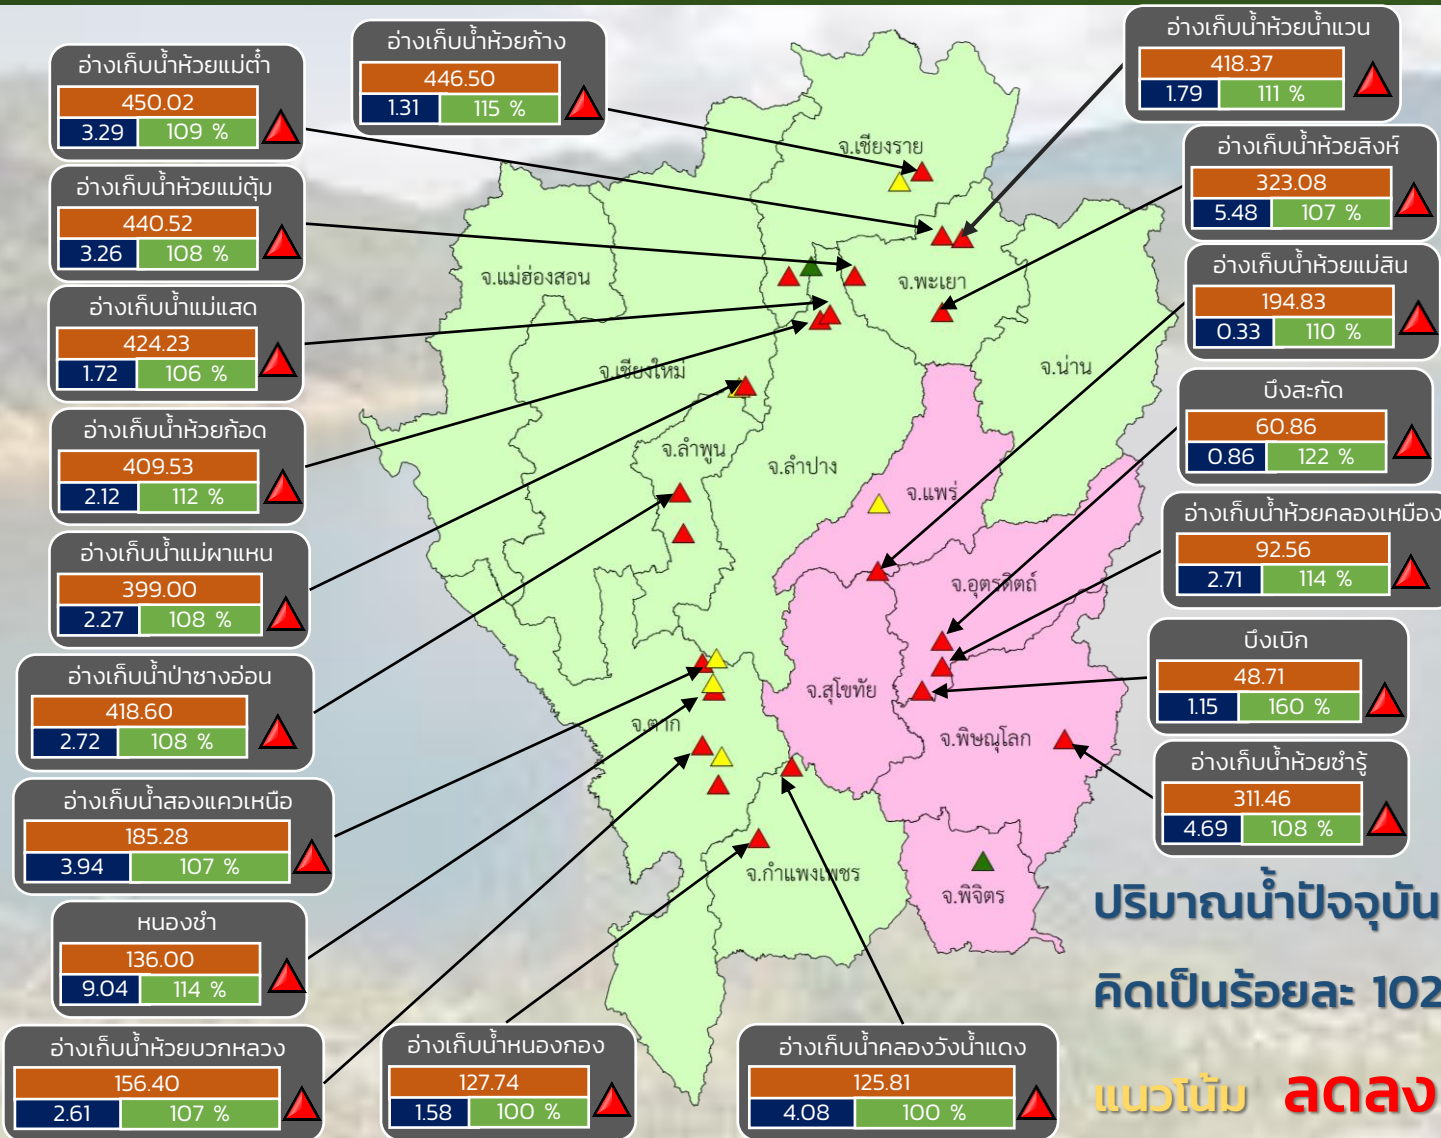 อ่างเก็บน้ำห้วยแม่ต๋ำ
450.02
3.29 109 %
อ่างเก็บน้ำห้วยก้าง
446.50
1.31 115 %
อ่างเก็บน้ำห้วยน้ำแวน
418.37
1.79 111 %
อ่างเก็บน้ำห้วยแม่ตุ้ม
440.52
3.26 108 %
อ่างเก็บน้ำห้วยสิงห์
323.08
5.48 107 %
อ่างเก็บน้ำแม่แสด
424.23
1.72 106 %
อ่างเก็บน้ำห้วยแม่สิน
194.83
0.33 110 %
อ่างเก็บน้ำห้วยก้อด
409.53
2.12 112 %
บึงสะกัด
60.86
0.86 122 %
อ่างเก็บน้ำแม่ผาแหน
399.00
2.27 108 %
อ่างเก็บน้ำห้วยคลองเหมือง
92.56
2.71 114 %
อ่างเก็บน้ำป่าซางอ่อน
418.60
2.72 108 %
บึงเบิก
48.71
1.15 160 %
อ่างเก็บน้ำสองแควเหนือ
185.28
3.94 107 %
อ่างเก็บน้ำห้วยซำรู้
311.46
4.69 108 %
หนองชำ
136.00
9.04 114 %
อ่างเก็บน้ำห้วยบวกหลวง
156.40
2.61 107 %
อ่างเก็บน้ำหนองกอง
127.74
1.58 100 %
อ่างเก็บน้ำคลองวังน้ำแดง
125.81
4.08 100 %
จ.เชียงราย
จ.แม่ฮ่องสอน
จ.พะเยา
จ.เชียงใหม่
จ.น่าน
จ.ลำพูน
จ.ลำปาง
จ.แพร่
จ.อุตรดิตถ์
จ.สุโขทัย
จ.ตาก
จ.พิษณุโลก
จ.กำแพงเพชร
จ.พิจิตร
ปริมาณน้ำปัจจุบัน
คิดเป็นร้อยละ 102
แนวโน้ม ลดลง